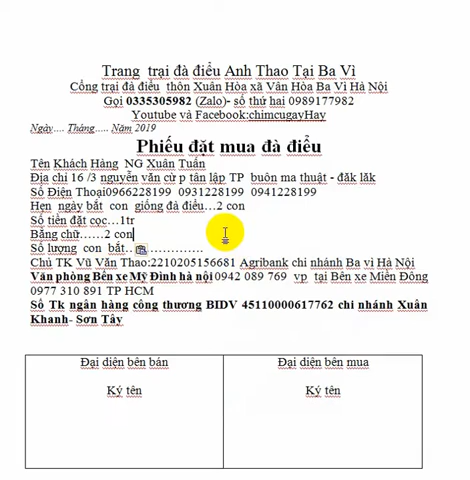 Trang trại đà điểu Anh Thao Tại Ba Vì
Cổng trại đà điểu thôn Xuân Hòa xã Vân Hòa Ba Vì Hà Nội
Gọi 0335305982 (Zalo)- số thứ hai 0989177982
Youtube và Facebook:chimcugayHay
Ngày.... Tháng..... Năm 2019
Phiếu đặt mua đà điểu
Tên Khách Hàng NG Xuân Tuấn
Địa chỉ 16 /3 nguyễn văn cừ p tân lập TP buôn ma thuật - đăk lăk
Số Điện Thoại0966228199 0931228199 0941228199
Hẹn ngày bắt con giống đà điểu…2 con
Số tiền đặt cọc…1tr
Bằng chữ……2 con
Số lượng con bắt.. ……………
Chủ TK Vũ Văn Thao:2210205156681 Agribank chi nhánh Ba vì Hà Nội
Văn phòng Bến xe Mỹ Đình hà nội 0942 089 769 vp tại Bến xe Miền Đông
0977 310 891 TP HCM
Số Tk ngân hàng công thương BIDV 45110000617762 chi nhánh Xuân
Khanh- Sơn Tây
Đại diện bên bán
Ký tên
Đại diện bên mua
Ký tên